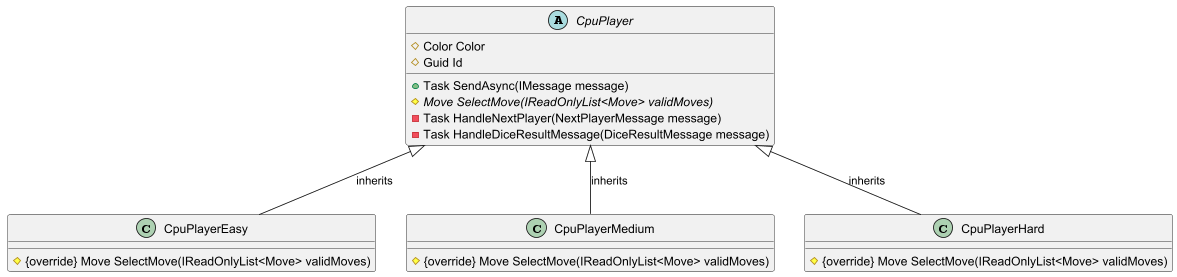 A CpuPlayer
Color Color
Guid Id
Task SendAsync(IMessage message)
Move SelectMove(IReadOnlyList<Move> validMoves)
Task HandleNextPlayer(NextPlayerMessage message)
Task HandleDiceResultMessage(DiceResultMessage message)
inherits
inherits
inherits
C CpuPlayerEasy
{override} Move SelectMove(IReadOnlyList<Move> validMoves)
C CpuPlayerMedium
{override} Move SelectMove(IReadOnlyList<Move> validMoves)
C CpuPlayerHard
{override} Move SelectMove(IReadOnlyList<Move> validMoves)